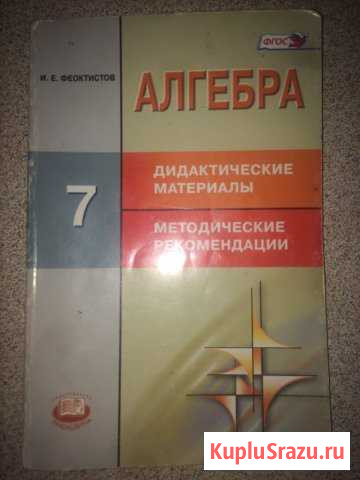 ФГОС
И. Е. ФЕОКТИСТОВ
АЛГЕБРА
7
ДИДАКТИЧЕСКИЕ
МАТЕРИАЛЫ
МЕТОДИЧЕСКИЕ
РЕКОМЕНДАЦИИ
KupluSrazu.ru